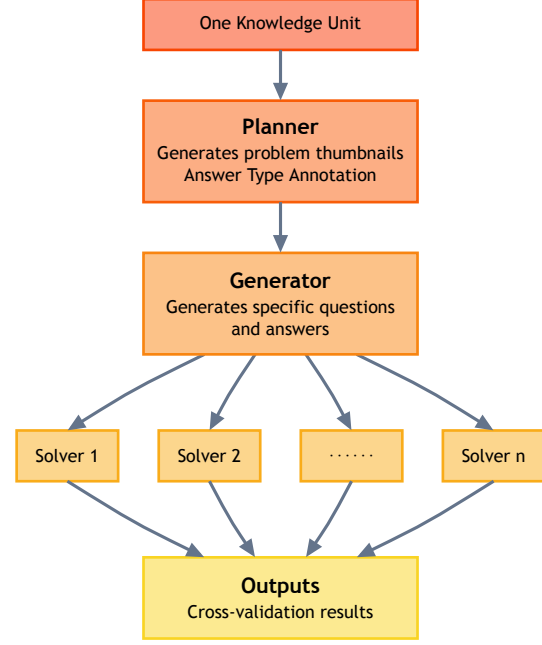 One Knowledge Unit
Planner
Generates problem thumbnails
Answer Type Annotation
Generator
Generates specific questions
and answers
Solver 1
Solver 2
······
Solver n
Outputs
Cross-validation results